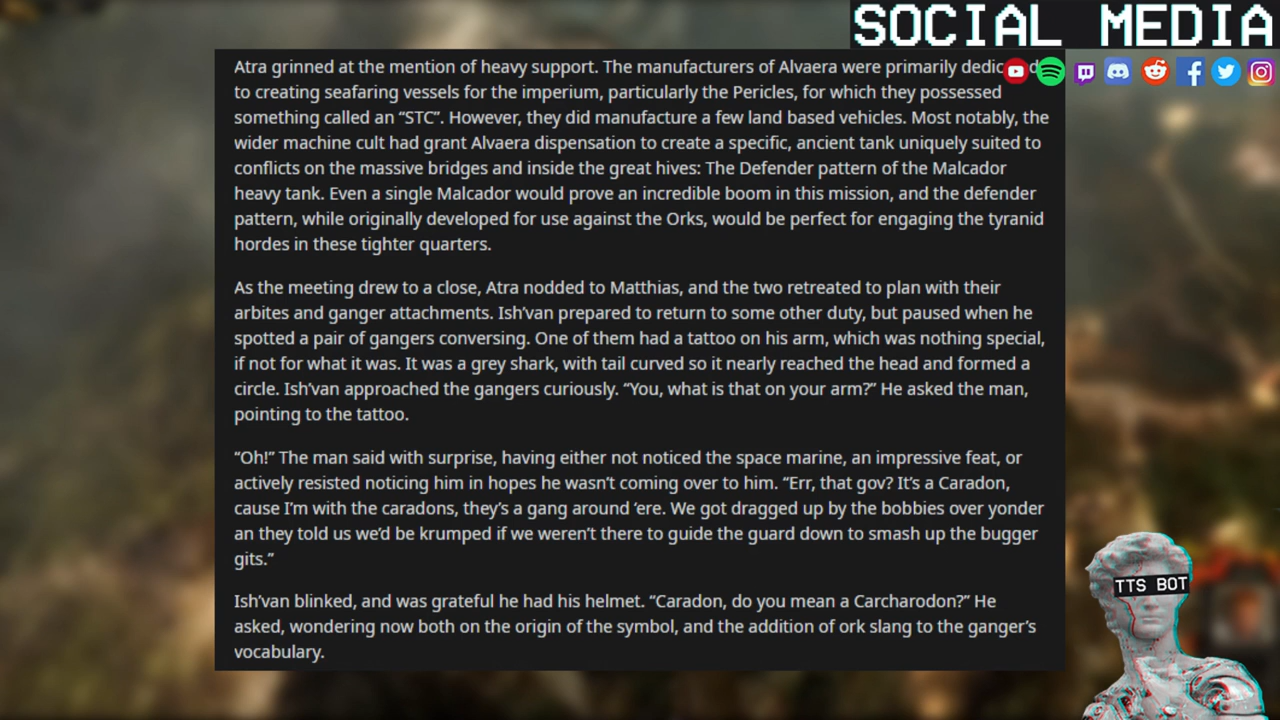 SOCIAL MEDIA
Atra grinned at the mention of heavy support. The manufacturers of Alvaera were primarily
to creating seafaring vessels for the imperium, particularly the Pericles, for which they possessed
something called an “STC”. However, they did manufacture a few land based vehicles. Most notably, the
wider machine cult had grant Alvaera dispensation to create a specific, ancient tank uniquely suited to
conflicts on the massive bridges and inside the great hives: The Defender pattern of the Malcador
heavy tank. Even a single Malcador would prove an incredible boom in this mission, and the defender
pattern, while originally developed for use against the Orks, would be perfect for engaging the tyranid
hordes in these tighter quarters.
As the meeting drew to a close, Atra nodded to Matthias, and the two retreated to plan with their
arbites and ganger attachments. Ish’van prepared to return to some other duty, but paused when he
spotted a pair of gangers conversing. One of them had a tattoo on his arm, which was nothing special,
if not for what it was. It was a grey shark, with tail curved so it nearly reached the head and formed a
circle. Ish’van approached the gangers curiously. “You, what is that on your arm?” He asked the man,
pointing to the tattoo.
“Oh!” The man said with surprise, having either not noticed the space marine, an impressive feat, or
actively resisted noticing him in hopes he wasn’t coming over to him. “Err, that gov? It’s a Caradon,
cause I’m with the caradons, they’s a gang around ‘ere. We got dragged up by the bobbies over yonder
an they told us we’d be krumped if we weren’t there to guide the guard down to smash up the bugger
gits.”
Ish’van blinked, and was grateful he had his helmet. “Caradon, do you mean a Carcharodon?” He
asked, wondering now both on the origin of the symbol, and the addition of ork slang to the ganger’s
vocabulary.
TTS BOT